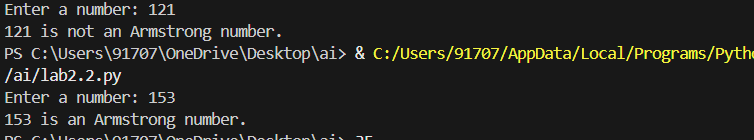 Enter a number: 121
121 is not an Armstrong number.
PS C:\Users\91707\OneDrive\Desktop\ai> & C:/Users/91707/AppData/Local/Programs/Pytho
/ai/lab2.2.py
Enter a number: 153
153 is an Armstrong number.
PS C:\Users\91707\OneDrive\Desktop\ai>